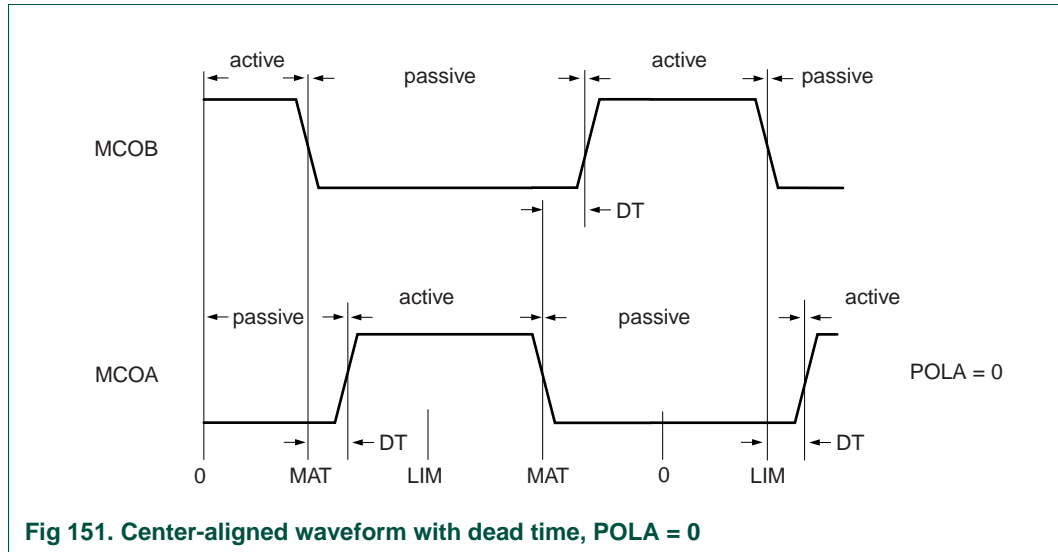 active
passive
active
passive
MCOB
DT
active
active
passive
passive
MCOA
POLA = 0
DT
DT
0
MAT
LIM
MAT
0
LIM
Fig 151. Center-aligned waveform with dead time, POLA = 0